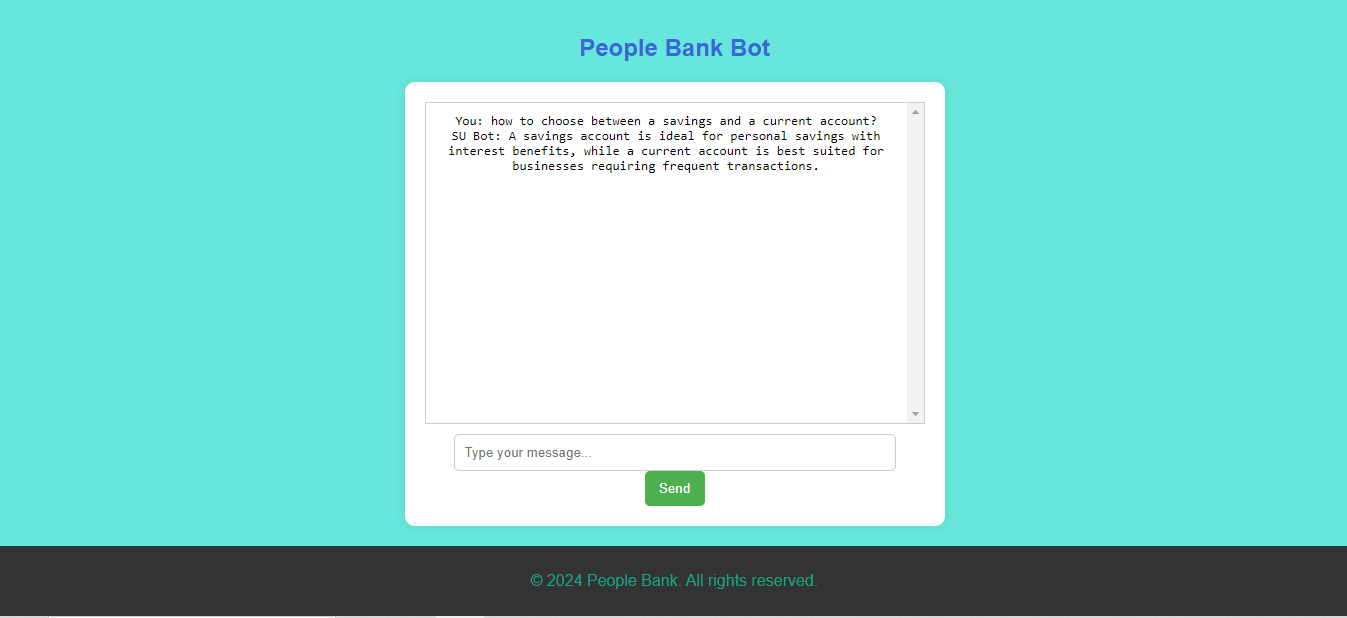 People Bank Bot
You: how to choose between a savings and a current account?
SU Bot: A savings account is ideal for personal savings with
interest benefits, while a current account is best suited for
businesses requiring frequent transactions.
Type your message...
Send
© 2024 People Bank. All rights reserved.